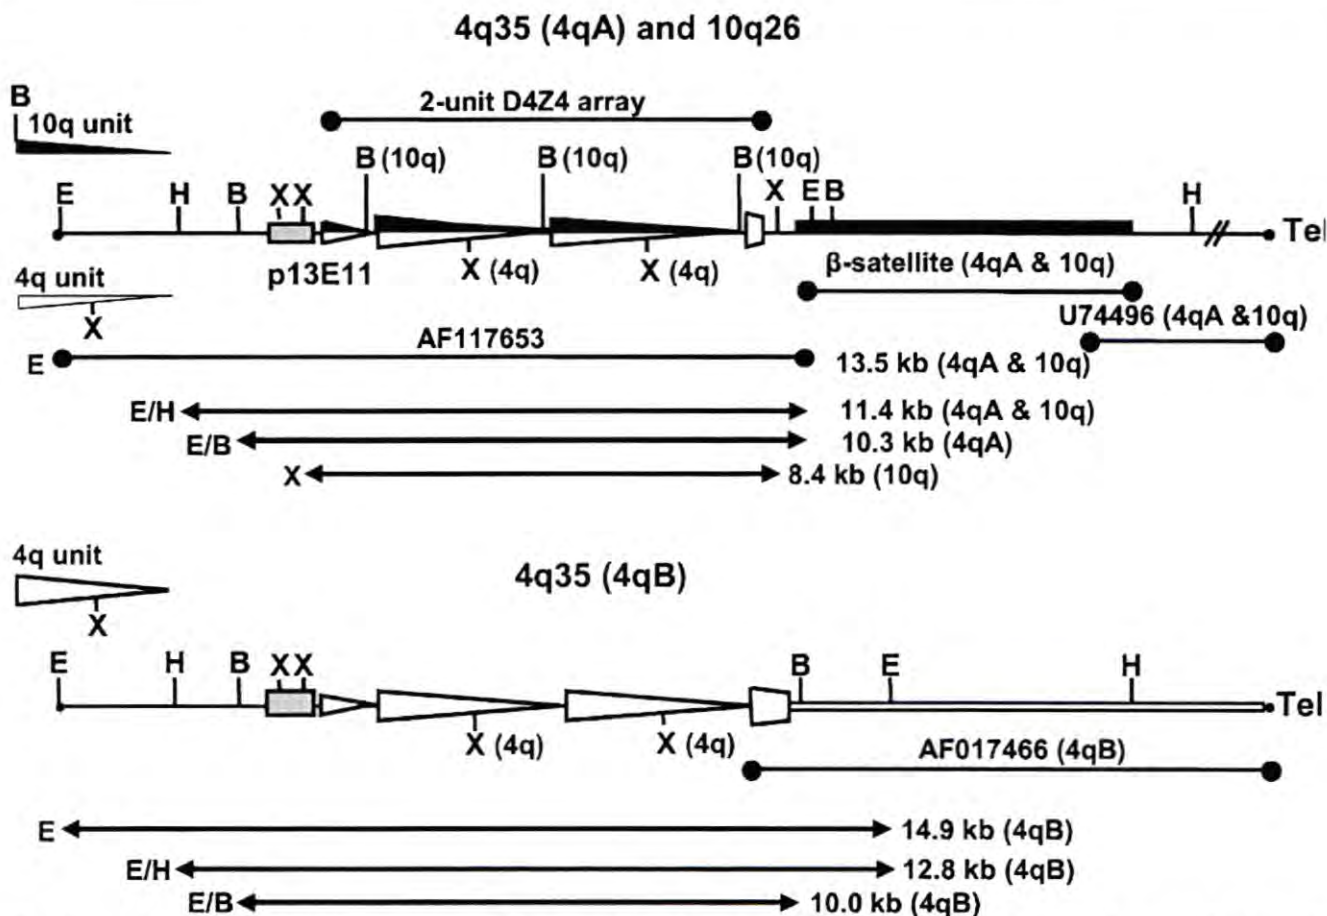 4q35 (4qA) and 10q26
B
10q unit
2-unit D4Z4 array
B (10q) B (10q) B (10q)
E H B X X X E B H
Tel
p13E11 X (4q) X (4q) β-satellite (4qA & 10q)
4q unit
X
U74496 (4qA &10q)
AF117653
E 13.5 kb (4qA & 10q)
E/H 11.4 kb (4qA & 10q)
E/B 10.3 kb (4qA)
X 8.4 kb (10q)
4q unit
4q35 (4qB)
X
E H B X X B E H
Tel
X (4q) X (4q)
AF017466 (4qB)
E 14.9 kb (4qB)
E/H 12.8 kb (4qB)
E/B 10.0 kb (4qB)